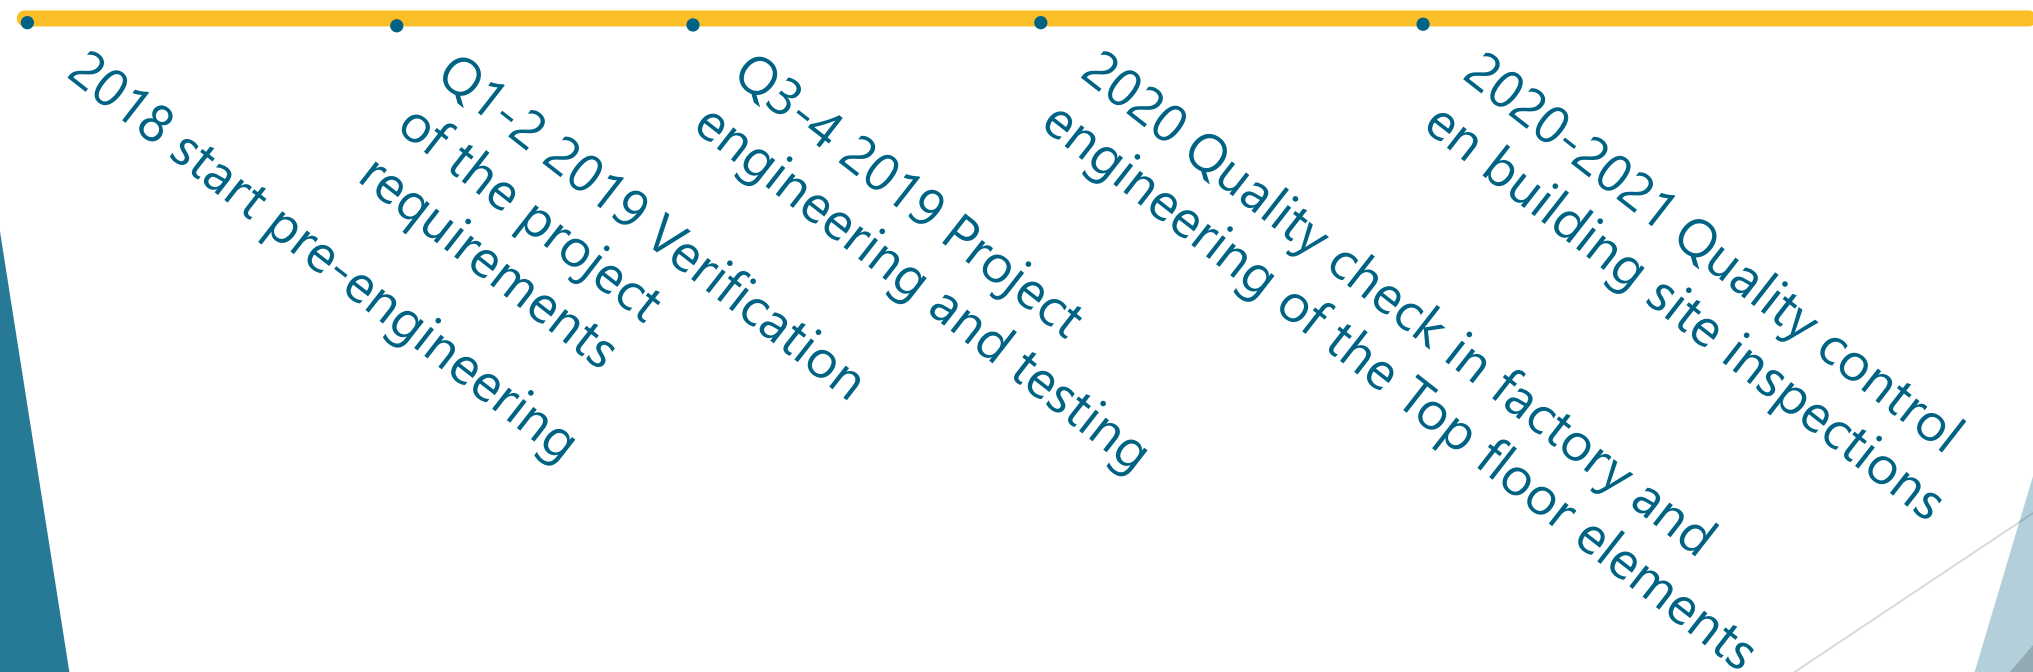 2018 start pre-engineering
Q1-2 2019 Verification
of the project
requirements
Q3-4 2019 Project
engineering and testing
2020 Quality check in factory and
engineering of the Top floor elements
2020-2021 Quality control
en building site inspections